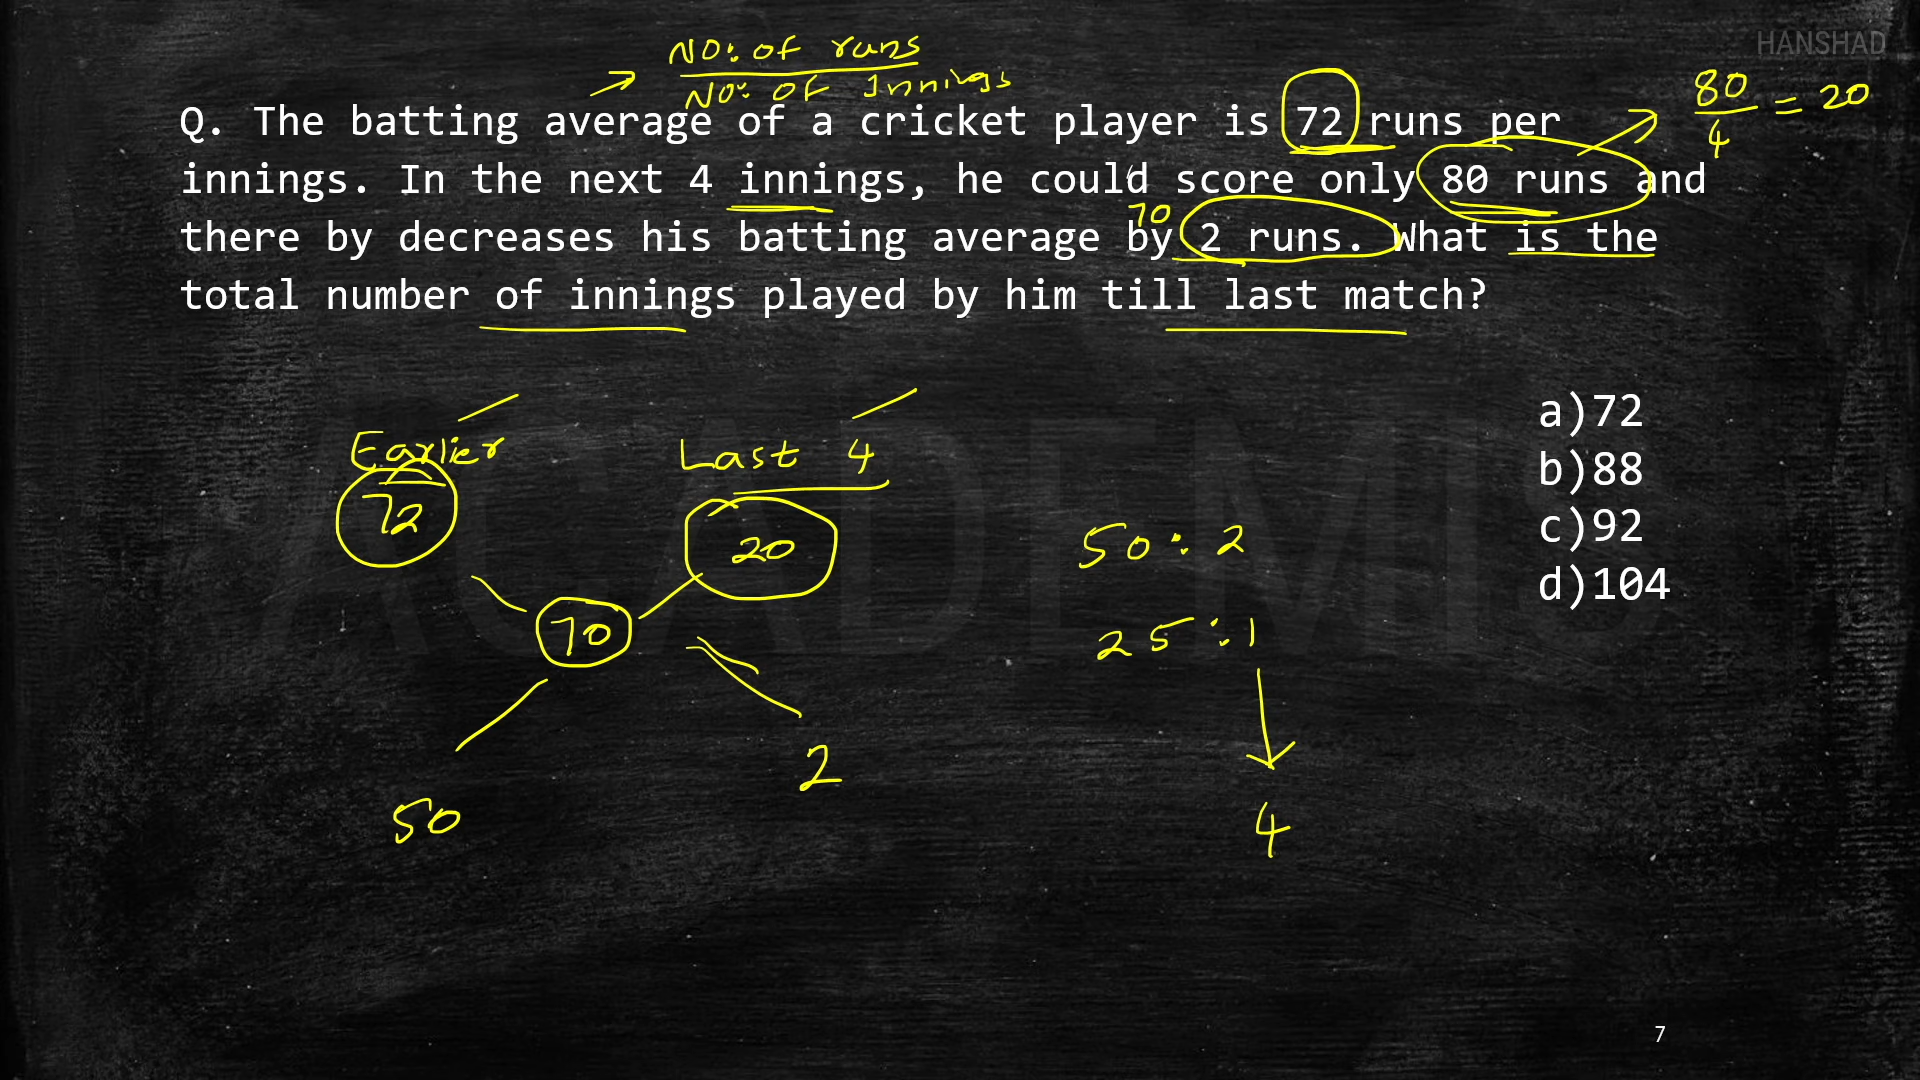 HANSHAD
NO: of runs
NO: OF Innings
80
4
= 20
Q. The batting average of a cricket player is 72 runs per
innings. In the next 4 innings, he could score only 80 runs and
70
there by decreases his batting average by 2 runs. What is the
total number of innings played by him till last match?
a)72
b)88
c)92
d)104
Earlier Last 4
72 20
70
50 2
50 : 2
25 : 1
4
ACADEMIS
7